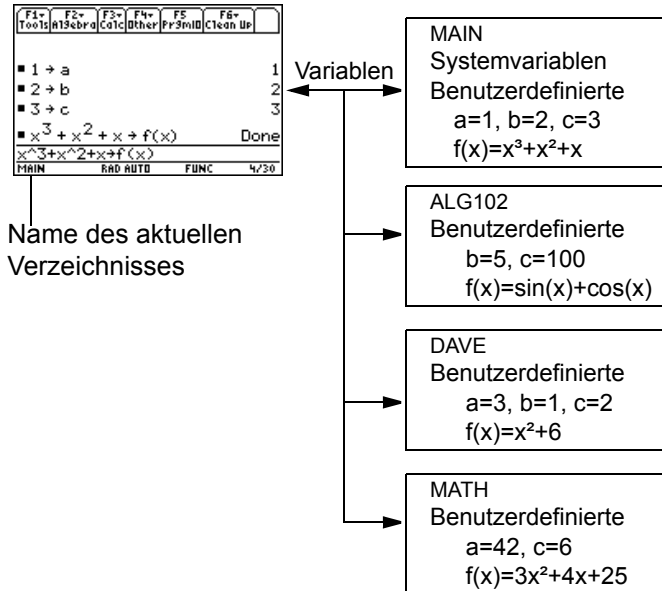 F1▾ F2▾ F3▾ F4▾ F5 F6▾
Tools Algebra Calc Other PrgmIO Clean Up
▪ 1 → a 1
▪ 2 → b 2
▪ 3 → c 3
▪ x³ + x² + x → f(x) Done
x^3+x^2+x→f(x)
MAIN RAD AUTO FUNC 4/30
Name des aktuellen
Verzeichnisses
Variablen
MAIN
Systemvariablen
Benutzerdefinierte
a=1, b=2, c=3
f(x)=x³+x²+x
ALG102
Benutzerdefinierte
b=5, c=100
f(x)=sin(x)+cos(x)
DAVE
Benutzerdefinierte
a=3, b=1, c=2
f(x)=x²+6
MATH
Benutzerdefinierte
a=42, c=6
f(x)=3x²+4x+25